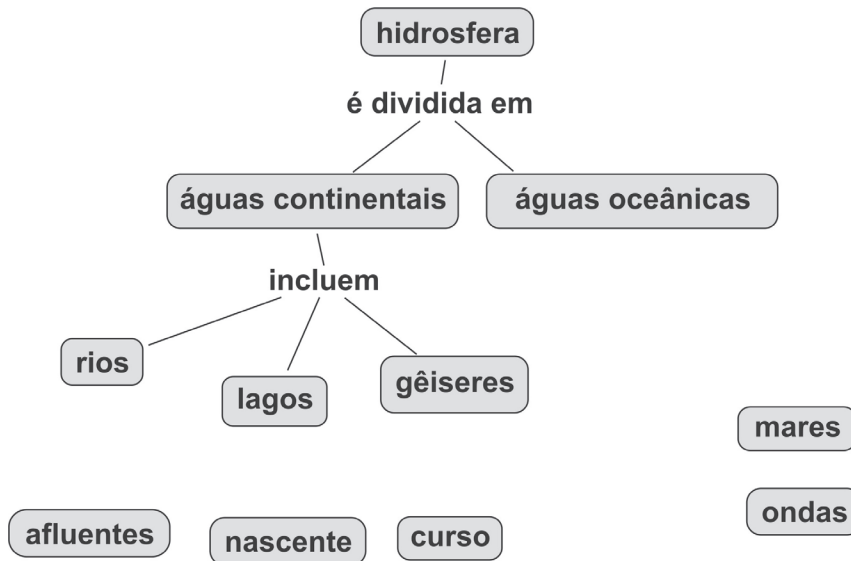 hidrosfera
é dividida em
águas continentais
águas oceânicas
incluem
rios
lagos
gêiseres
mares
ondas
afluentes
nascente
curso